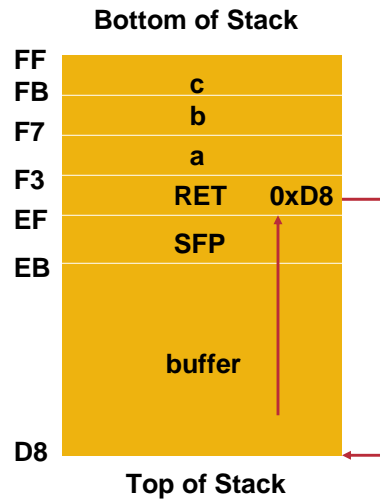 Bottom of Stack
FF
c
FB
b
F7
a
F3
RET 0xD8
EF
SFP
EB
buffer
D8
Top of Stack